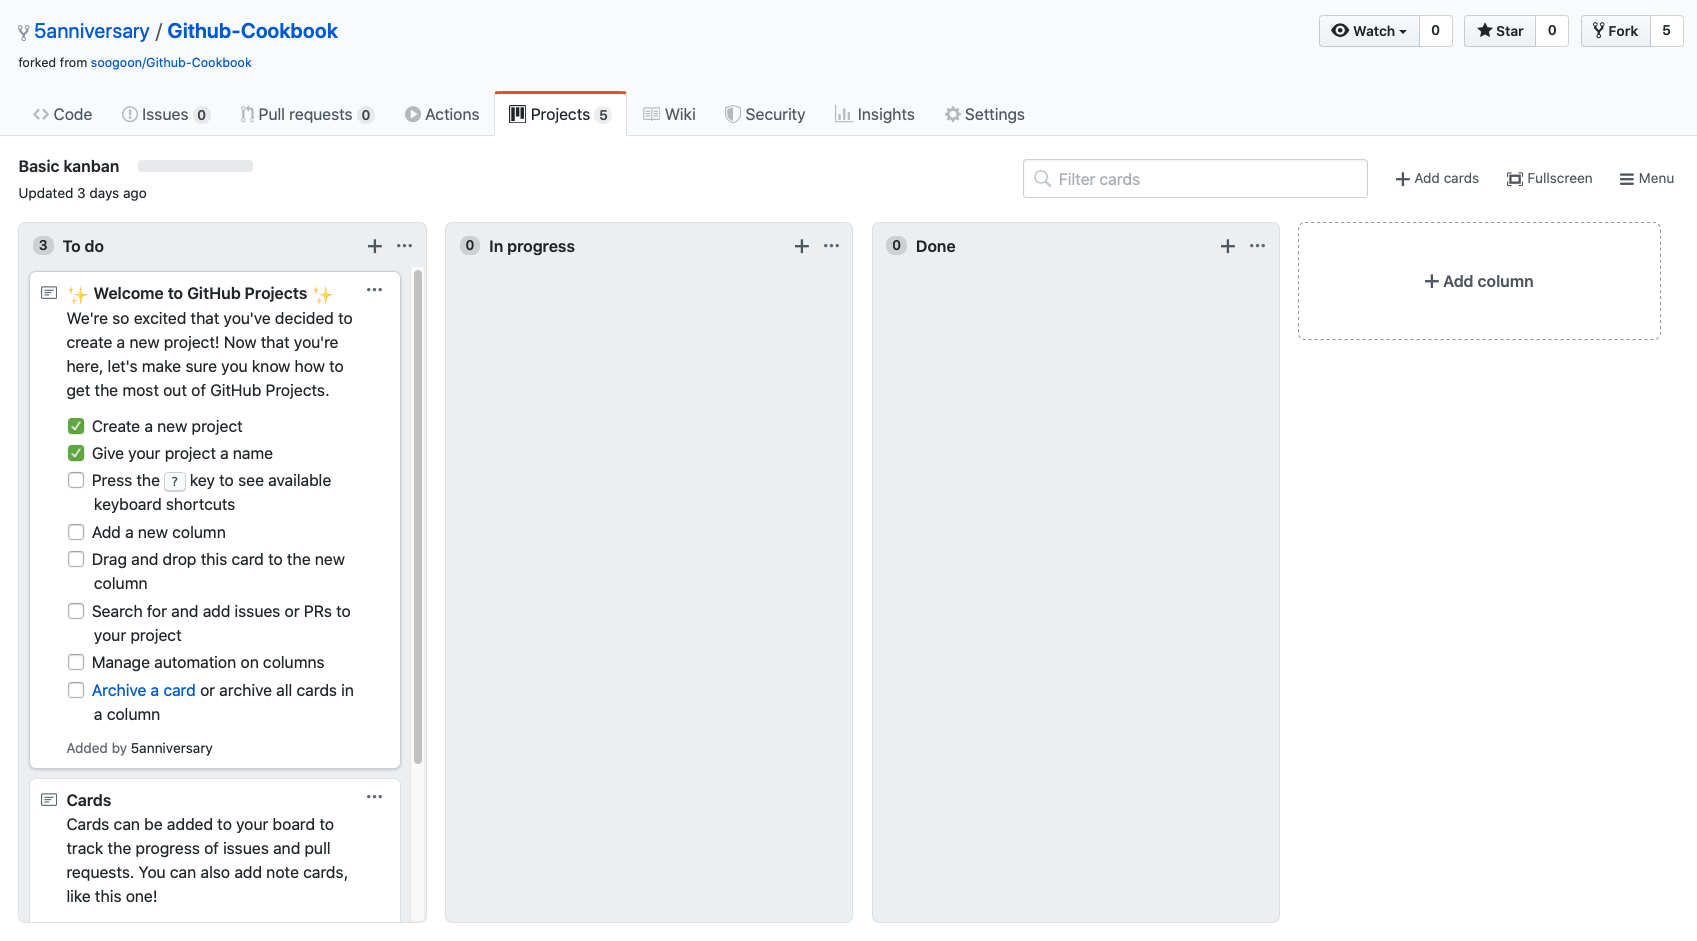 5anniversary / Github-Cookbook
Watch 0
Star 0
Fork 5
forked from soogoon/Github-Cookbook
Code
Issues 0
Pull requests 0
Actions
Projects 5
Wiki
Security
Insights
Settings
Basic kanban
Updated 3 days ago
Filter cards
+ Add cards
Fullscreen
Menu
3 To do + ...
✨ Welcome to GitHub Projects ✨ ...
We're so excited that you've decided to
create a new project! Now that you're
here, let's make sure you know how to
get the most out of GitHub Projects.
Create a new project
Give your project a name
Press the ? key to see available
keyboard shortcuts
Add a new column
Drag and drop this card to the new
column
Search for and add issues or PRs to
your project
Manage automation on columns
Archive a card or archive all cards in
a column
Added by 5anniversary
Cards ...
Cards can be added to your board to
track the progress of issues and pull
requests. You can also add note cards,
like this one!
0 In progress + ...
0 Done + ...
+ Add column